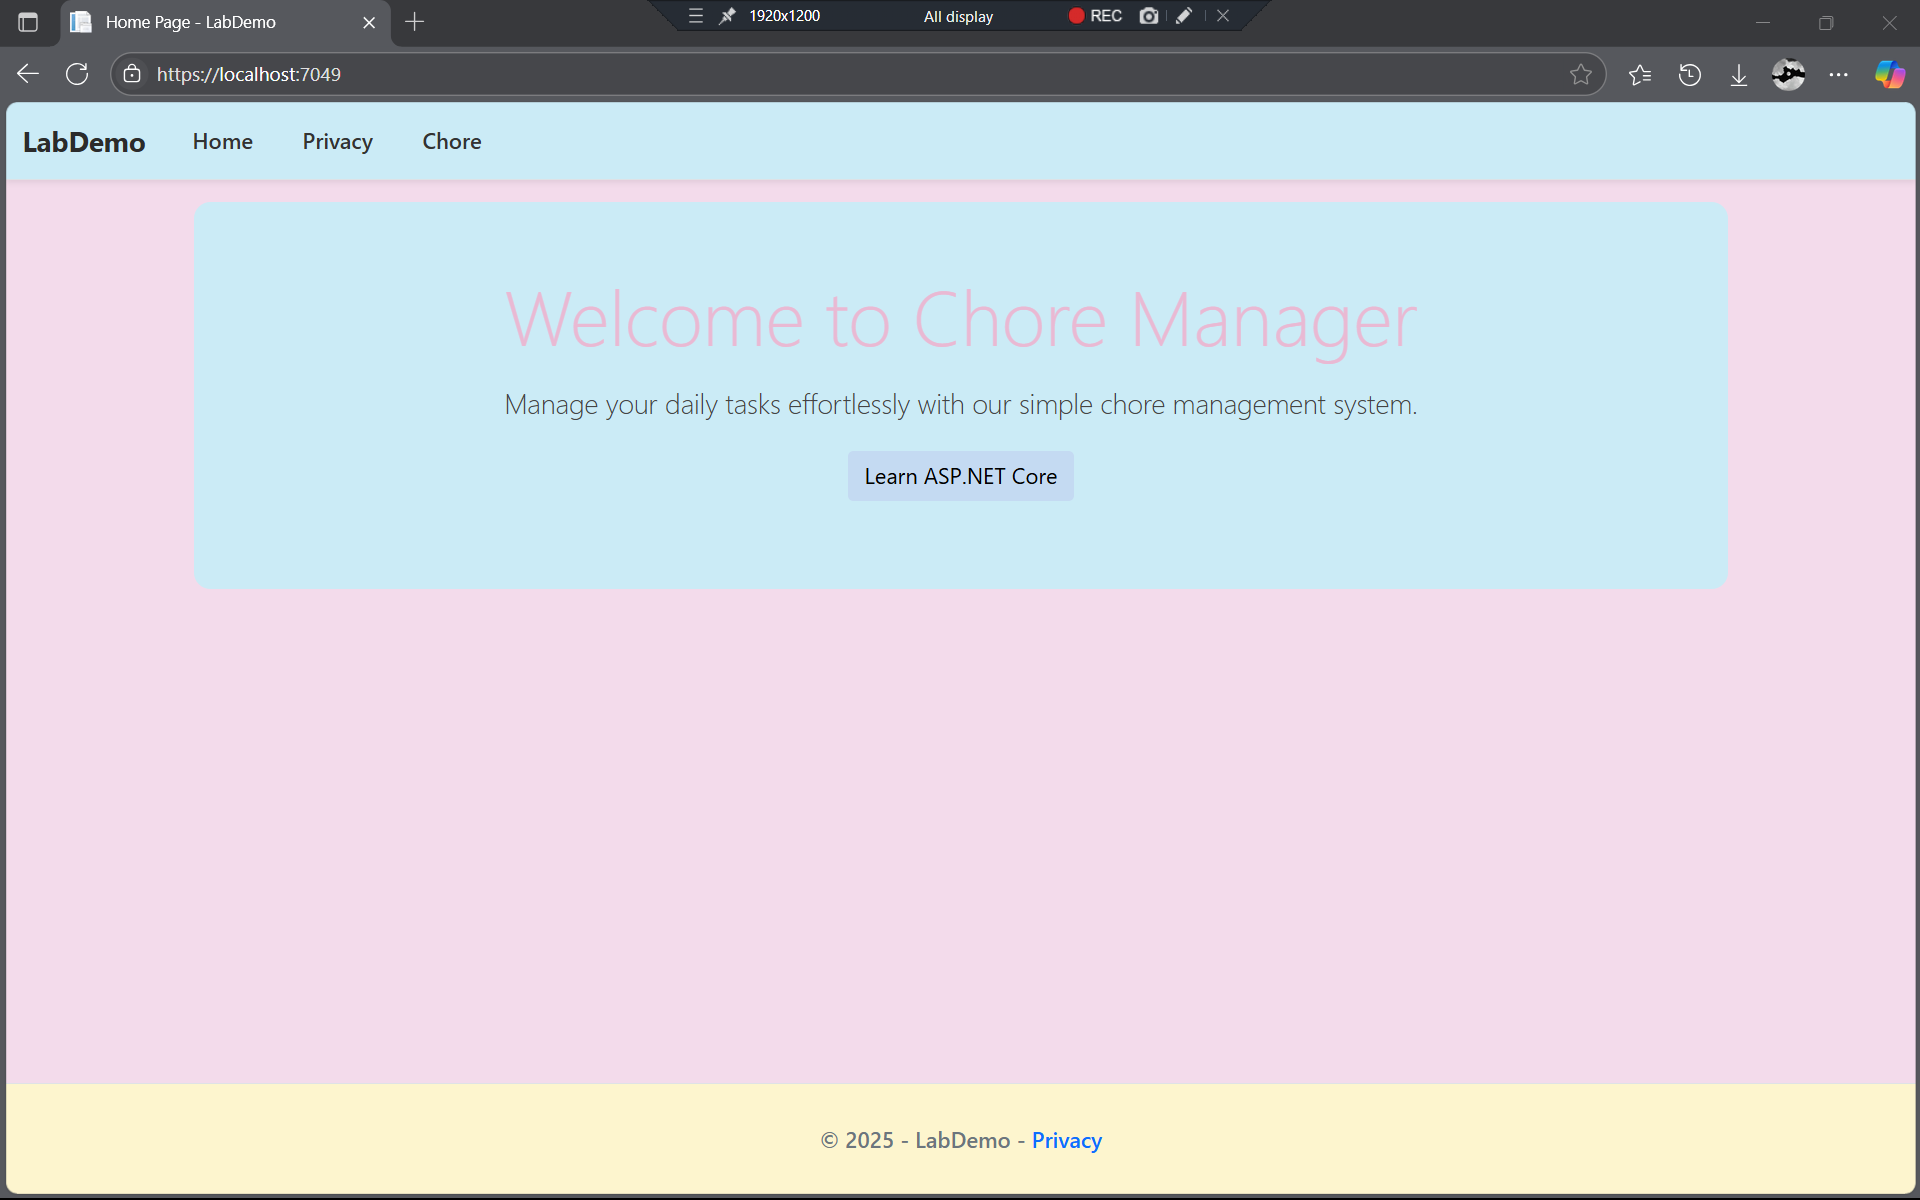 Home Page - LabDemo
1920x1200
All display
REC
https://localhost:7049
LabDemo
Home
Privacy
Chore
Welcome to Chore Manager
Manage your daily tasks effortlessly with our simple chore management system.
Learn ASP.NET Core
© 2025 - LabDemo - Privacy